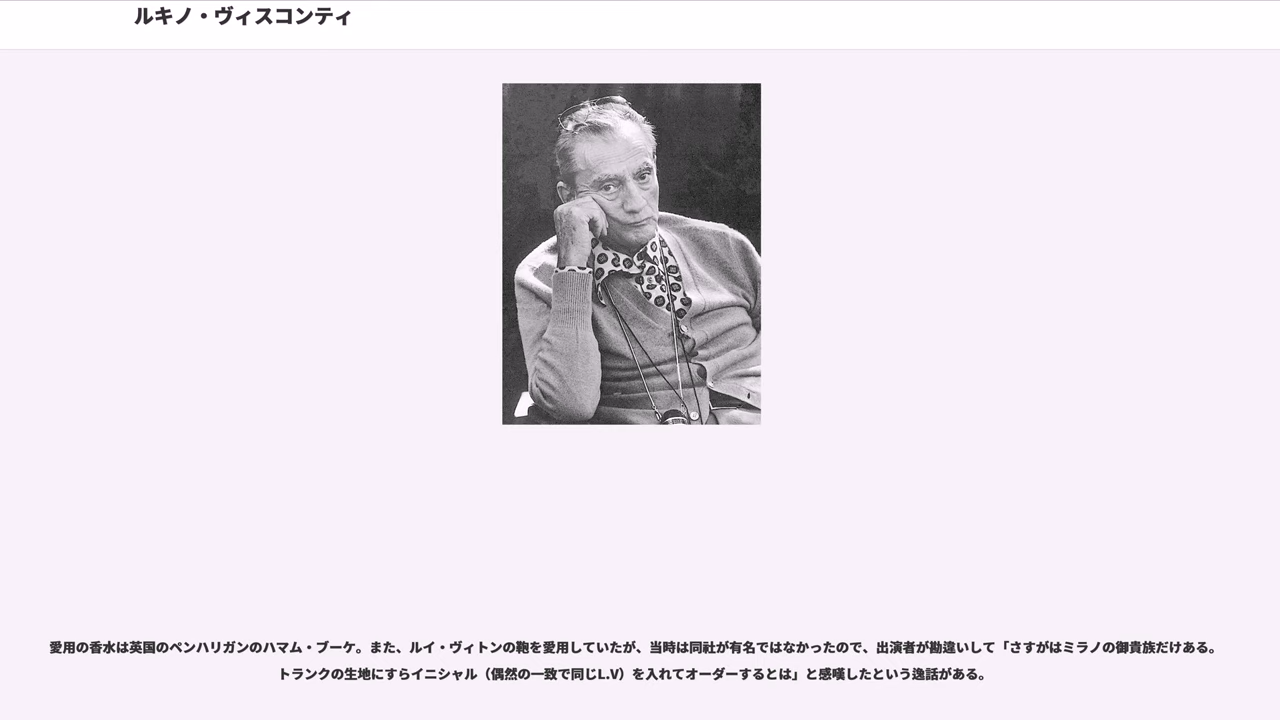 ルキノ・ヴィスコンティ
愛用の香水は英国のペンハリガンのハマム・ブーケ。また、ルイ・ヴィトンの鞄を愛用していたが、当時は同社が有名ではなかったので、出演者が勘違いして「さすがはミラノの御貴族だけある。
トランクの生地にすらイニシャル（偶然の一致で同じL.V）を入れてオーダーするとは」と感嘆したという逸話がある。